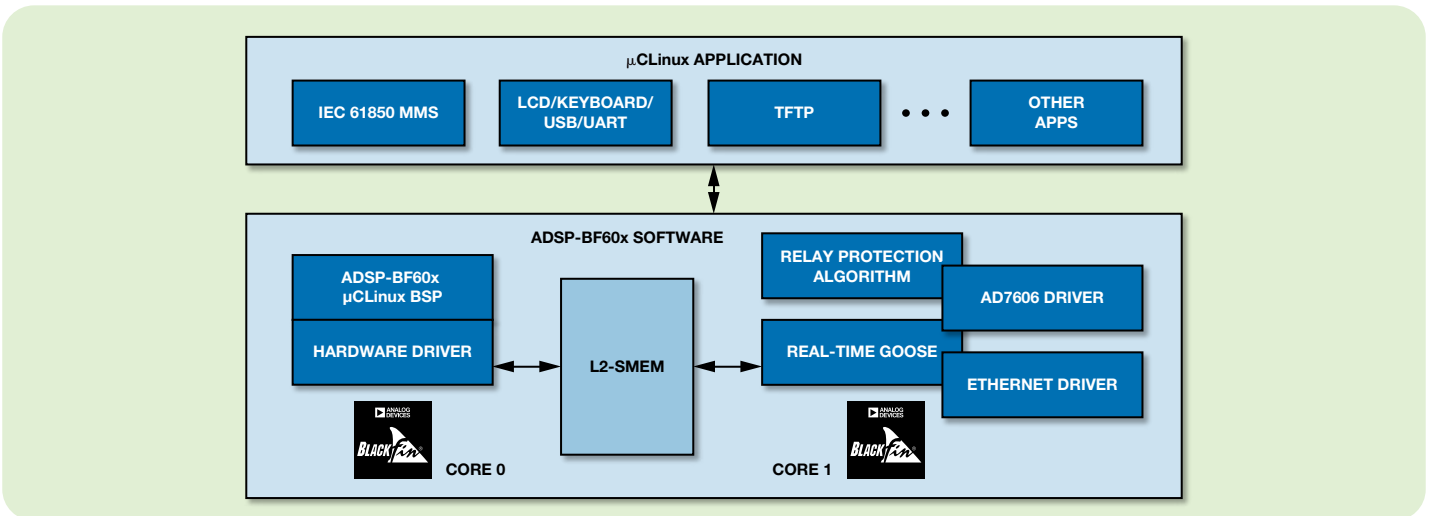 µCLinux APPLICATION
IEC 61850 MMS
LCD/KEYBOARD/
USB/UART
TFTP
• • •
OTHER
APPS
ADSP-BF60x SOFTWARE
ADSP-BF60x
µCLinux BSP
HARDWARE DRIVER
L2-SMEM
RELAY PROTECTION
ALGORITHM
AD7606 DRIVER
REAL-TIME GOOSE
ETHERNET DRIVER
ANALOG
DEVICES
BLACKfin®
CORE 0
CORE 1
ANALOG
DEVICES
BLACKfin®